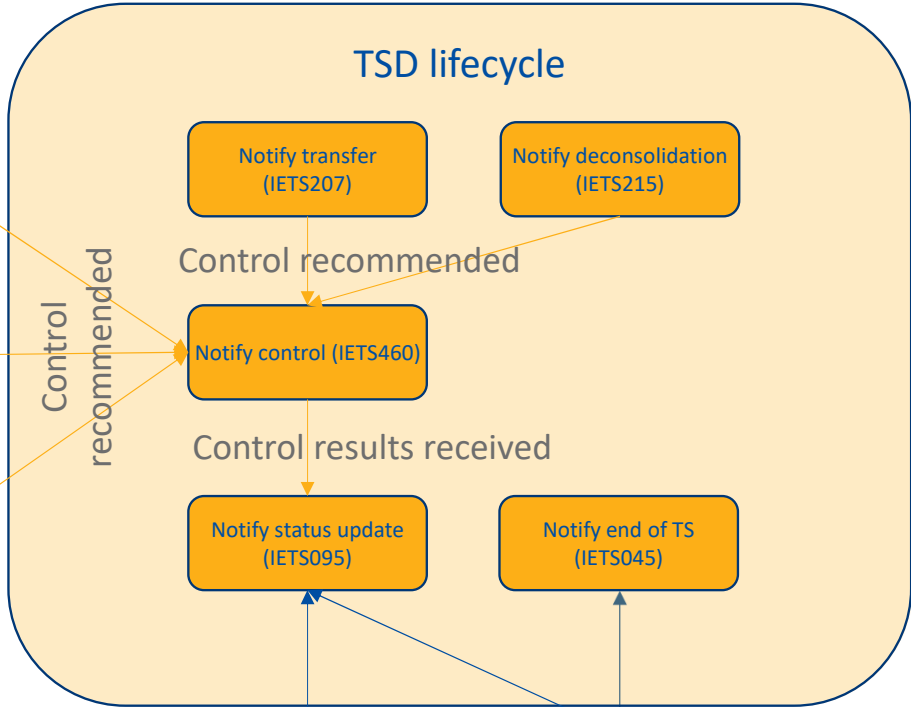 TSD lifecycle
Notify transfer
(IETS207)
Notify deconsolidation
(IETS215)
Control recommended
Control
recommended
Notify control (IETS460)
Control results received
Notify status update
(IETS095)
Notify end of TS
(IETS045)